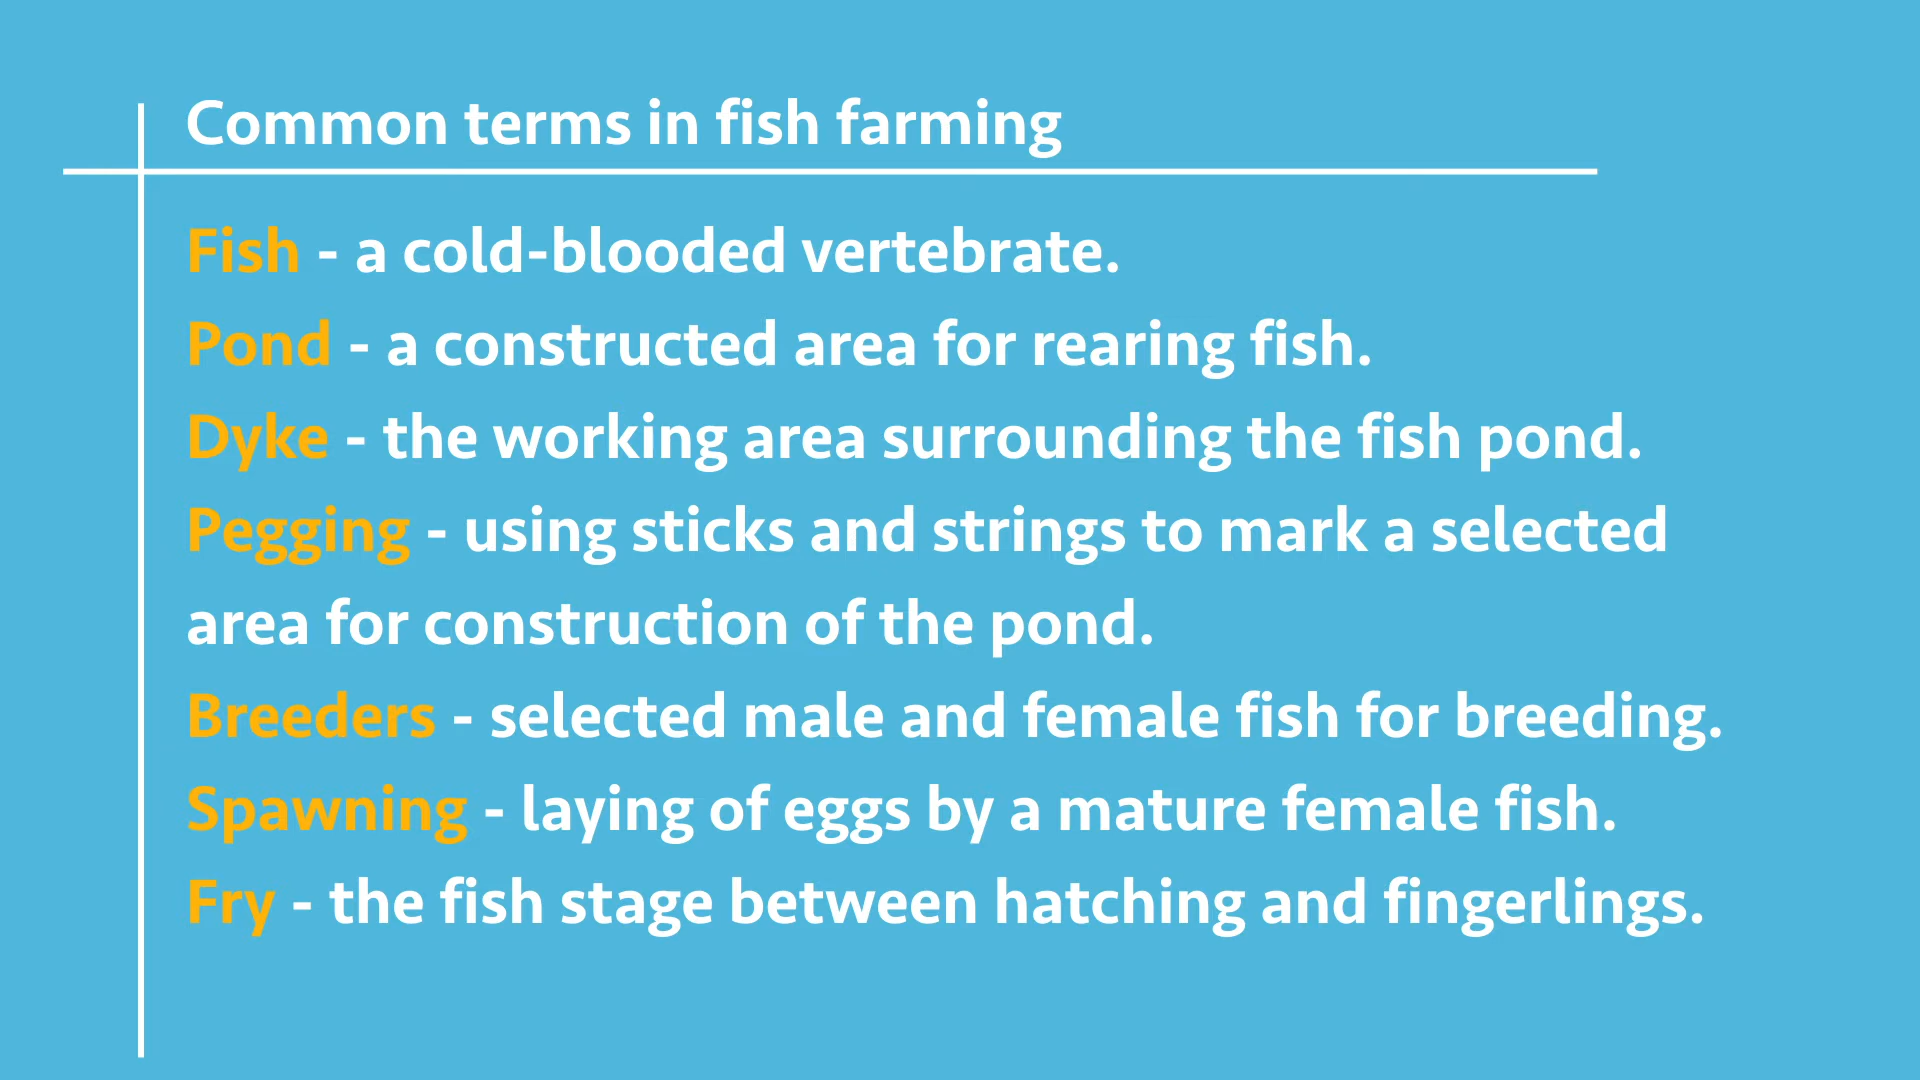 Common terms in fish farming
Fish - a cold-blooded vertebrate.
Pond - a constructed area for rearing fish.
Dyke - the working area surrounding the fish pond.
Pegging - using sticks and strings to mark a selected
area for construction of the pond.
Breeders - selected male and female fish for breeding.
Spawning - laying of eggs by a mature female fish.
Fry - the fish stage between hatching and fingerlings.